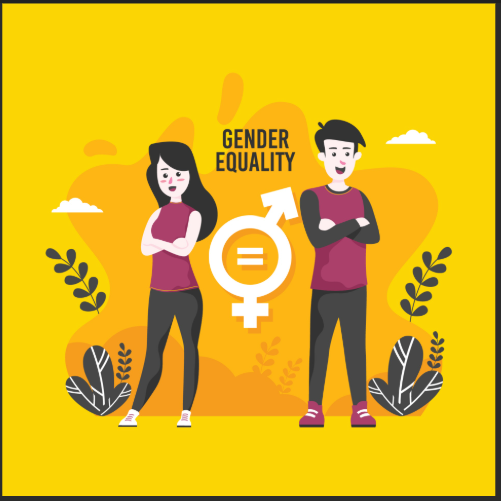 GENDER
EQUALITY
=